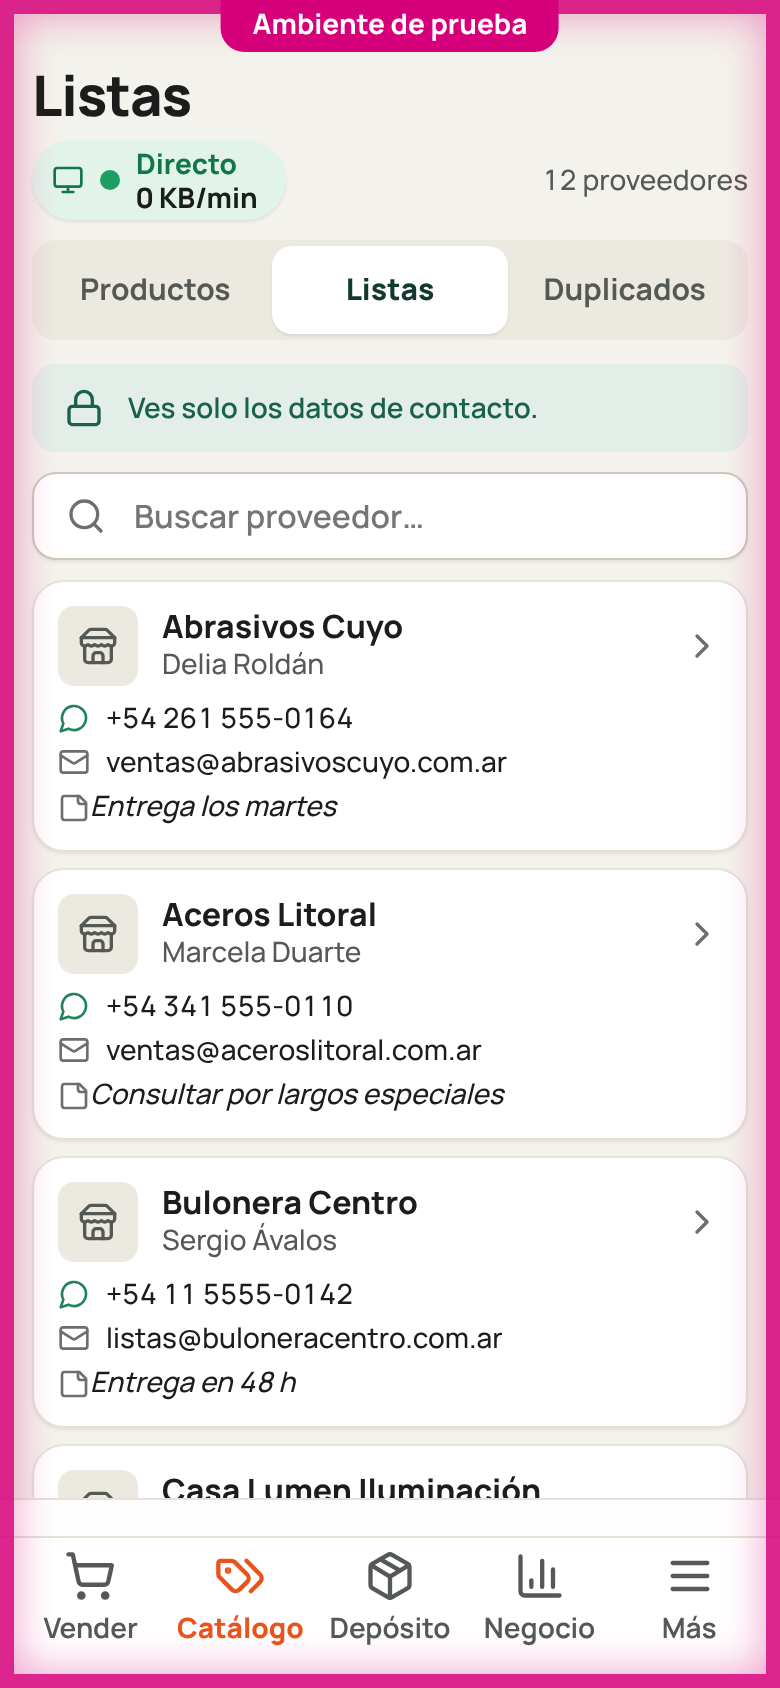 Ambiente de prueba
Listas
Directo
0 KB/min
12 proveedores
Productos
Listas
Duplicados
Ves solo los datos de contacto.
Buscar proveedor...
Abrasivos Cuyo
Delia Roldán
+54 261 555-0164
ventas@abrasivoscuyo.com.ar
Entrega los martes
Aceros Litoral
Marcela Duarte
+54 341 555-0110
ventas@aceroslitoral.com.ar
Consultar por largos especiales
Bulonera Centro
Sergio Ávalos
+54 11 5555-0142
listas@buloneracentro.com.ar
Entrega en 48 h
Casa Lumen Iluminación
Vender
Catálogo
Depósito
Negocio
Más